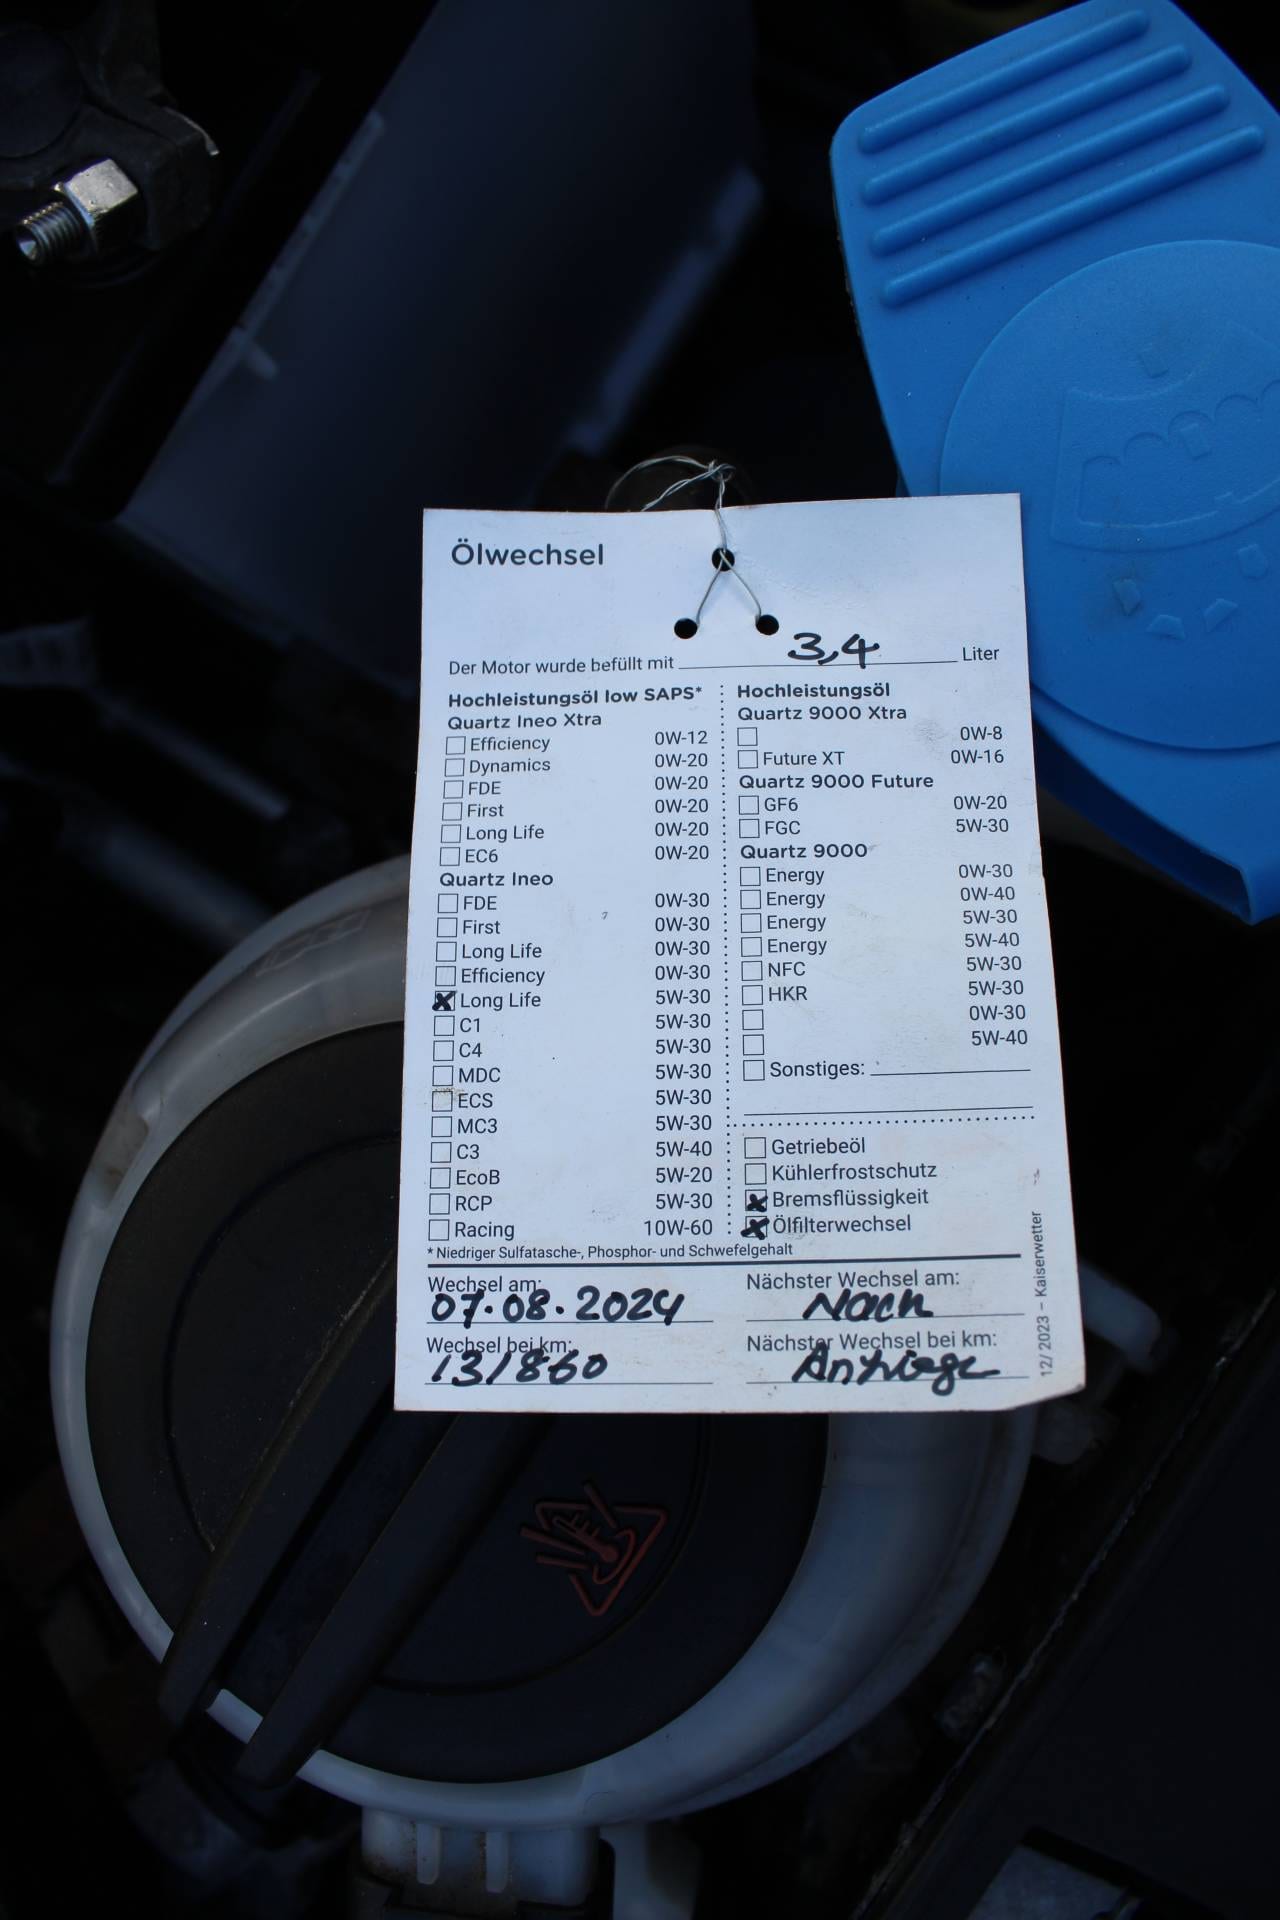 Ölwechsel
Der Motor wurde befüllt mit 3,4 Liter
Hochleistungsöl low SAPS*
Quartz Ineo Xtra
Efficiency 0W-12
Dynamics 0W-20
FDE 0W-20
First 0W-20
Long Life 0W-20
EC6 0W-20
Quartz Ineo
FDE 0W-30
First 0W-30
Long Life 0W-30
Efficiency 0W-30
Long Life 5W-30
C1 5W-30
C4 5W-30
MDC 5W-30
ECS 5W-30
MC3 5W-30
C3 5W-40
EcoB 5W-20
RCP 5W-30
Racing 10W-60
Hochleistungsöl
Quartz 9000 Xtra
0W-8
Future XT 0W-16
Quartz 9000 Future
GF6 0W-20
FGC 5W-30
Quartz 9000
Energy 0W-30
Energy 0W-40
Energy 5W-30
Energy 5W-40
NFC 5W-30
HKR 5W-30
0W-30
5W-40
Sonstiges:
Getriebeöl
Kühlerfrostschutz
Bremsflüssigkeit
Ölfilterwechsel
* Niedriger Sulfatasche-, Phosphor- und Schwefelgehalt
Wechsel am: Nächster Wechsel am:
07.08.2024 Nach
Wechsel bei km: Nächster Wechsel bei km:
131860 Anzeige
12/2023 – Kaiserwetter